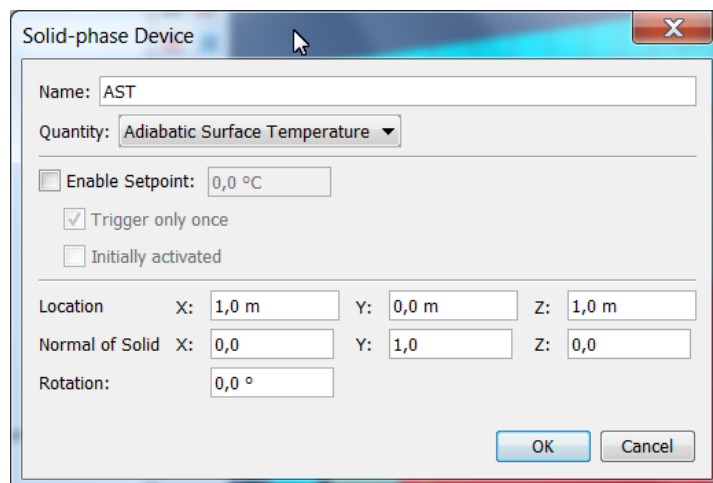 Solid-phase Device
Name: AST
Quantity: Adiabatic Surface Temperature
Enable Setpoint: 0,0 °C
Trigger only once
Initially activated
Location X: 1,0 m Y: 0,0 m Z: 1,0 m
Normal of Solid X: 0,0 Y: 1,0 Z: 0,0
Rotation: 0,0 °
OK Cancel